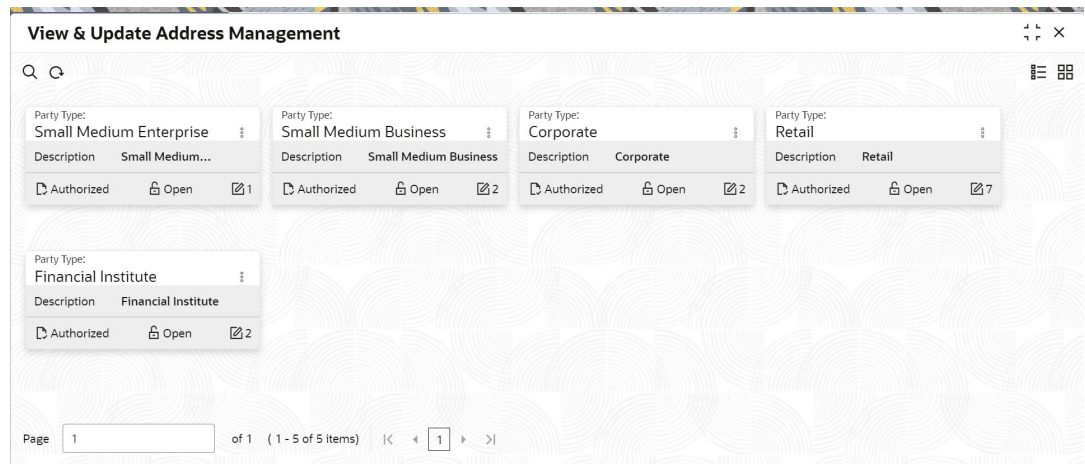 View & Update Address Management
Party Type: Party Type: Party Type: Party Type:
Small Medium Enterprise Small Medium Business Corporate Retail
Description Small Medium... Description Small Medium Business Description Corporate Description Retail
Authorized Open 1 Authorized Open 2 Authorized Open 2 Authorized Open 7
Party Type:
Financial Institute
Description Financial Institute
Authorized Open 2
Page 1 of 1 ( 1 - 5 of 5 items) 1